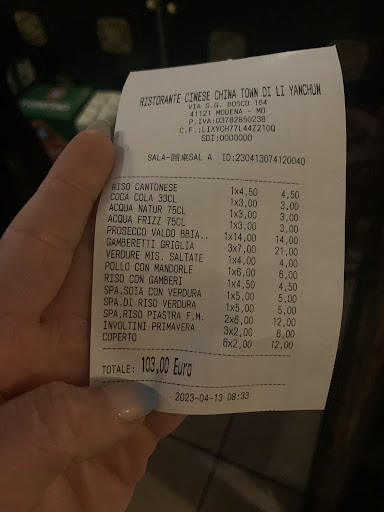 RISTORANTE CINESE CHINA TOWN DI LI YANCHUN
VIA S.G. BOSCO 164
41121 MODENA - MO
P.IVA:03782850238
C.F.:LIXYCH77L44Z210Q
SDI:0000000
SALA-圆桌SAL A ID:230413074120040
RISO CANTONESE 1x4,50 4,50
COCA COLA 33CL 1x3,00 3,00
ACQUA NATUR 75CL 1x3,00 3,00
ACQUA FRIZZ 75CL 1x3,00 3,00
PROSECCO VALDO BBIA.. 1x14,00 14,00
GAMBERETTI GRIGLIA 3x7,00 21,00
VERDURE MIS. SALTATE 1x4,00 4,00
POLLO CON MANDORLE 1x6,00 6,00
RISO CON GAMBERI 1x4,50 4,50
SPA.SOIA CON VERDURA 1x5,00 5,00
SPA.DI RISO VERDURA 1x5,00 5,00
SPA.RISO PIASTRA F.M. 2x6,00 12,00
INVOLTINI PRIMAVERA 3x2,00 6,00
COPERTO 6x2,00 12,00
TOTALE: 103,00 Euro
2023-04-13 08:33